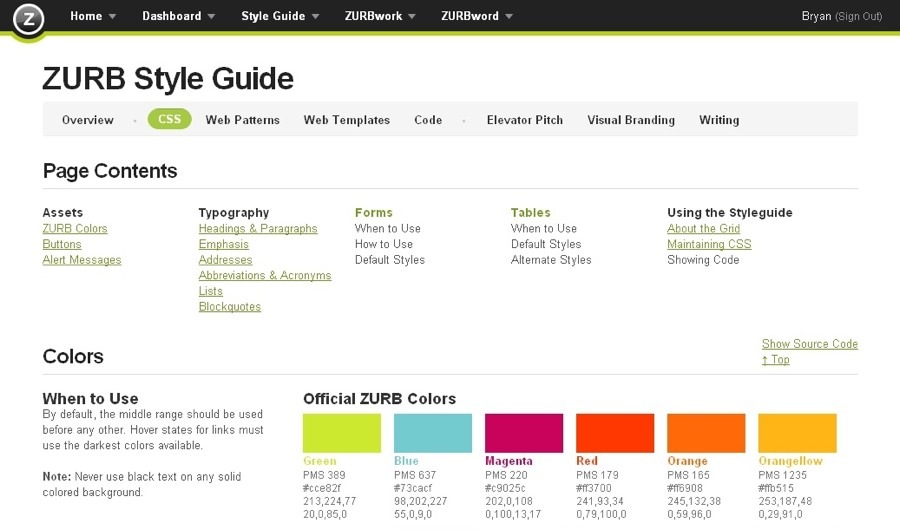 Z Home Dashboard Style Guide ZURBwork ZURBword Bryan (Sign Out)
ZURB Style Guide
Overview • CSS Web Patterns Web Templates Code • Elevator Pitch Visual Branding Writing
Page Contents
Assets
ZURB Colors
Buttons
Alert Messages
Typography
Headings & Paragraphs
Emphasis
Addresses
Abbreviations & Acronyms
Lists
Blockquotes
Forms
When to Use
How to Use
Default Styles
Tables
When to Use
Default Styles
Alternate Styles
Using the Styleguide
About the Grid
Maintaining CSS
Showing Code
Colors
Show Source Code
↑ Top
When to Use
By default, the middle range should be used
before any other. Hover states for links must
use the darkest colors available.
Note: Never use black text on any solid
colored background.
Official ZURB Colors
Green
PMS 389
#cce82f
213,224,77
20,0,85,0
Blue
PMS 637
#73cacf
98,202,227
55,0,9,0
Magenta
PMS 220
#c9025c
202,0,108
0,100,13,17
Red
PMS 179
#ff3700
241,93,34
0,79,100,0
Orange
PMS 165
#ff6908
245,132,38
0,59,96,0
Orangellow
PMS 1235
#ffb515
253,187,48
0,29,91,0